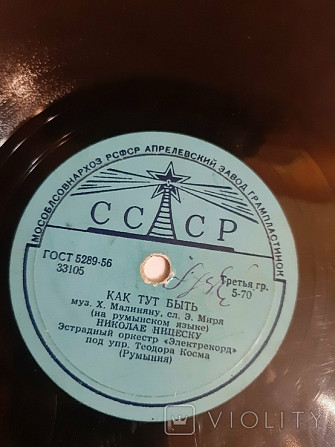 МОСОБЛСОВНАРХОЗ РСФСР АПРЕЛЕВСКИЙ ЗАВОД ГРАМПЛАСТИНОК
СССР
ГОСТ 5289-56
33105
Третья гр.
5-70
КАК ТУТ БЫТЬ
муз. Х. Малиняну, сл. Э. Миря
(на румынском языке)
НИКОЛАЕ НИЦЕСКУ
Эстрадный оркестр «Электрекорд»
под упр. Теодора Косма
(Румыния)
VIOLITY